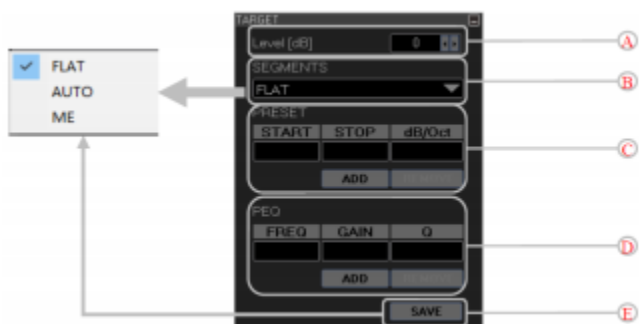 TARGET
Level [dB] 0
A
SEGMENTS
B
FLAT
FLAT
AUTO
ME
PRESET
START STOP dB/Oct
C
ADD
PEQ
FREQ GAIN Q
D
ADD
SAVE
E